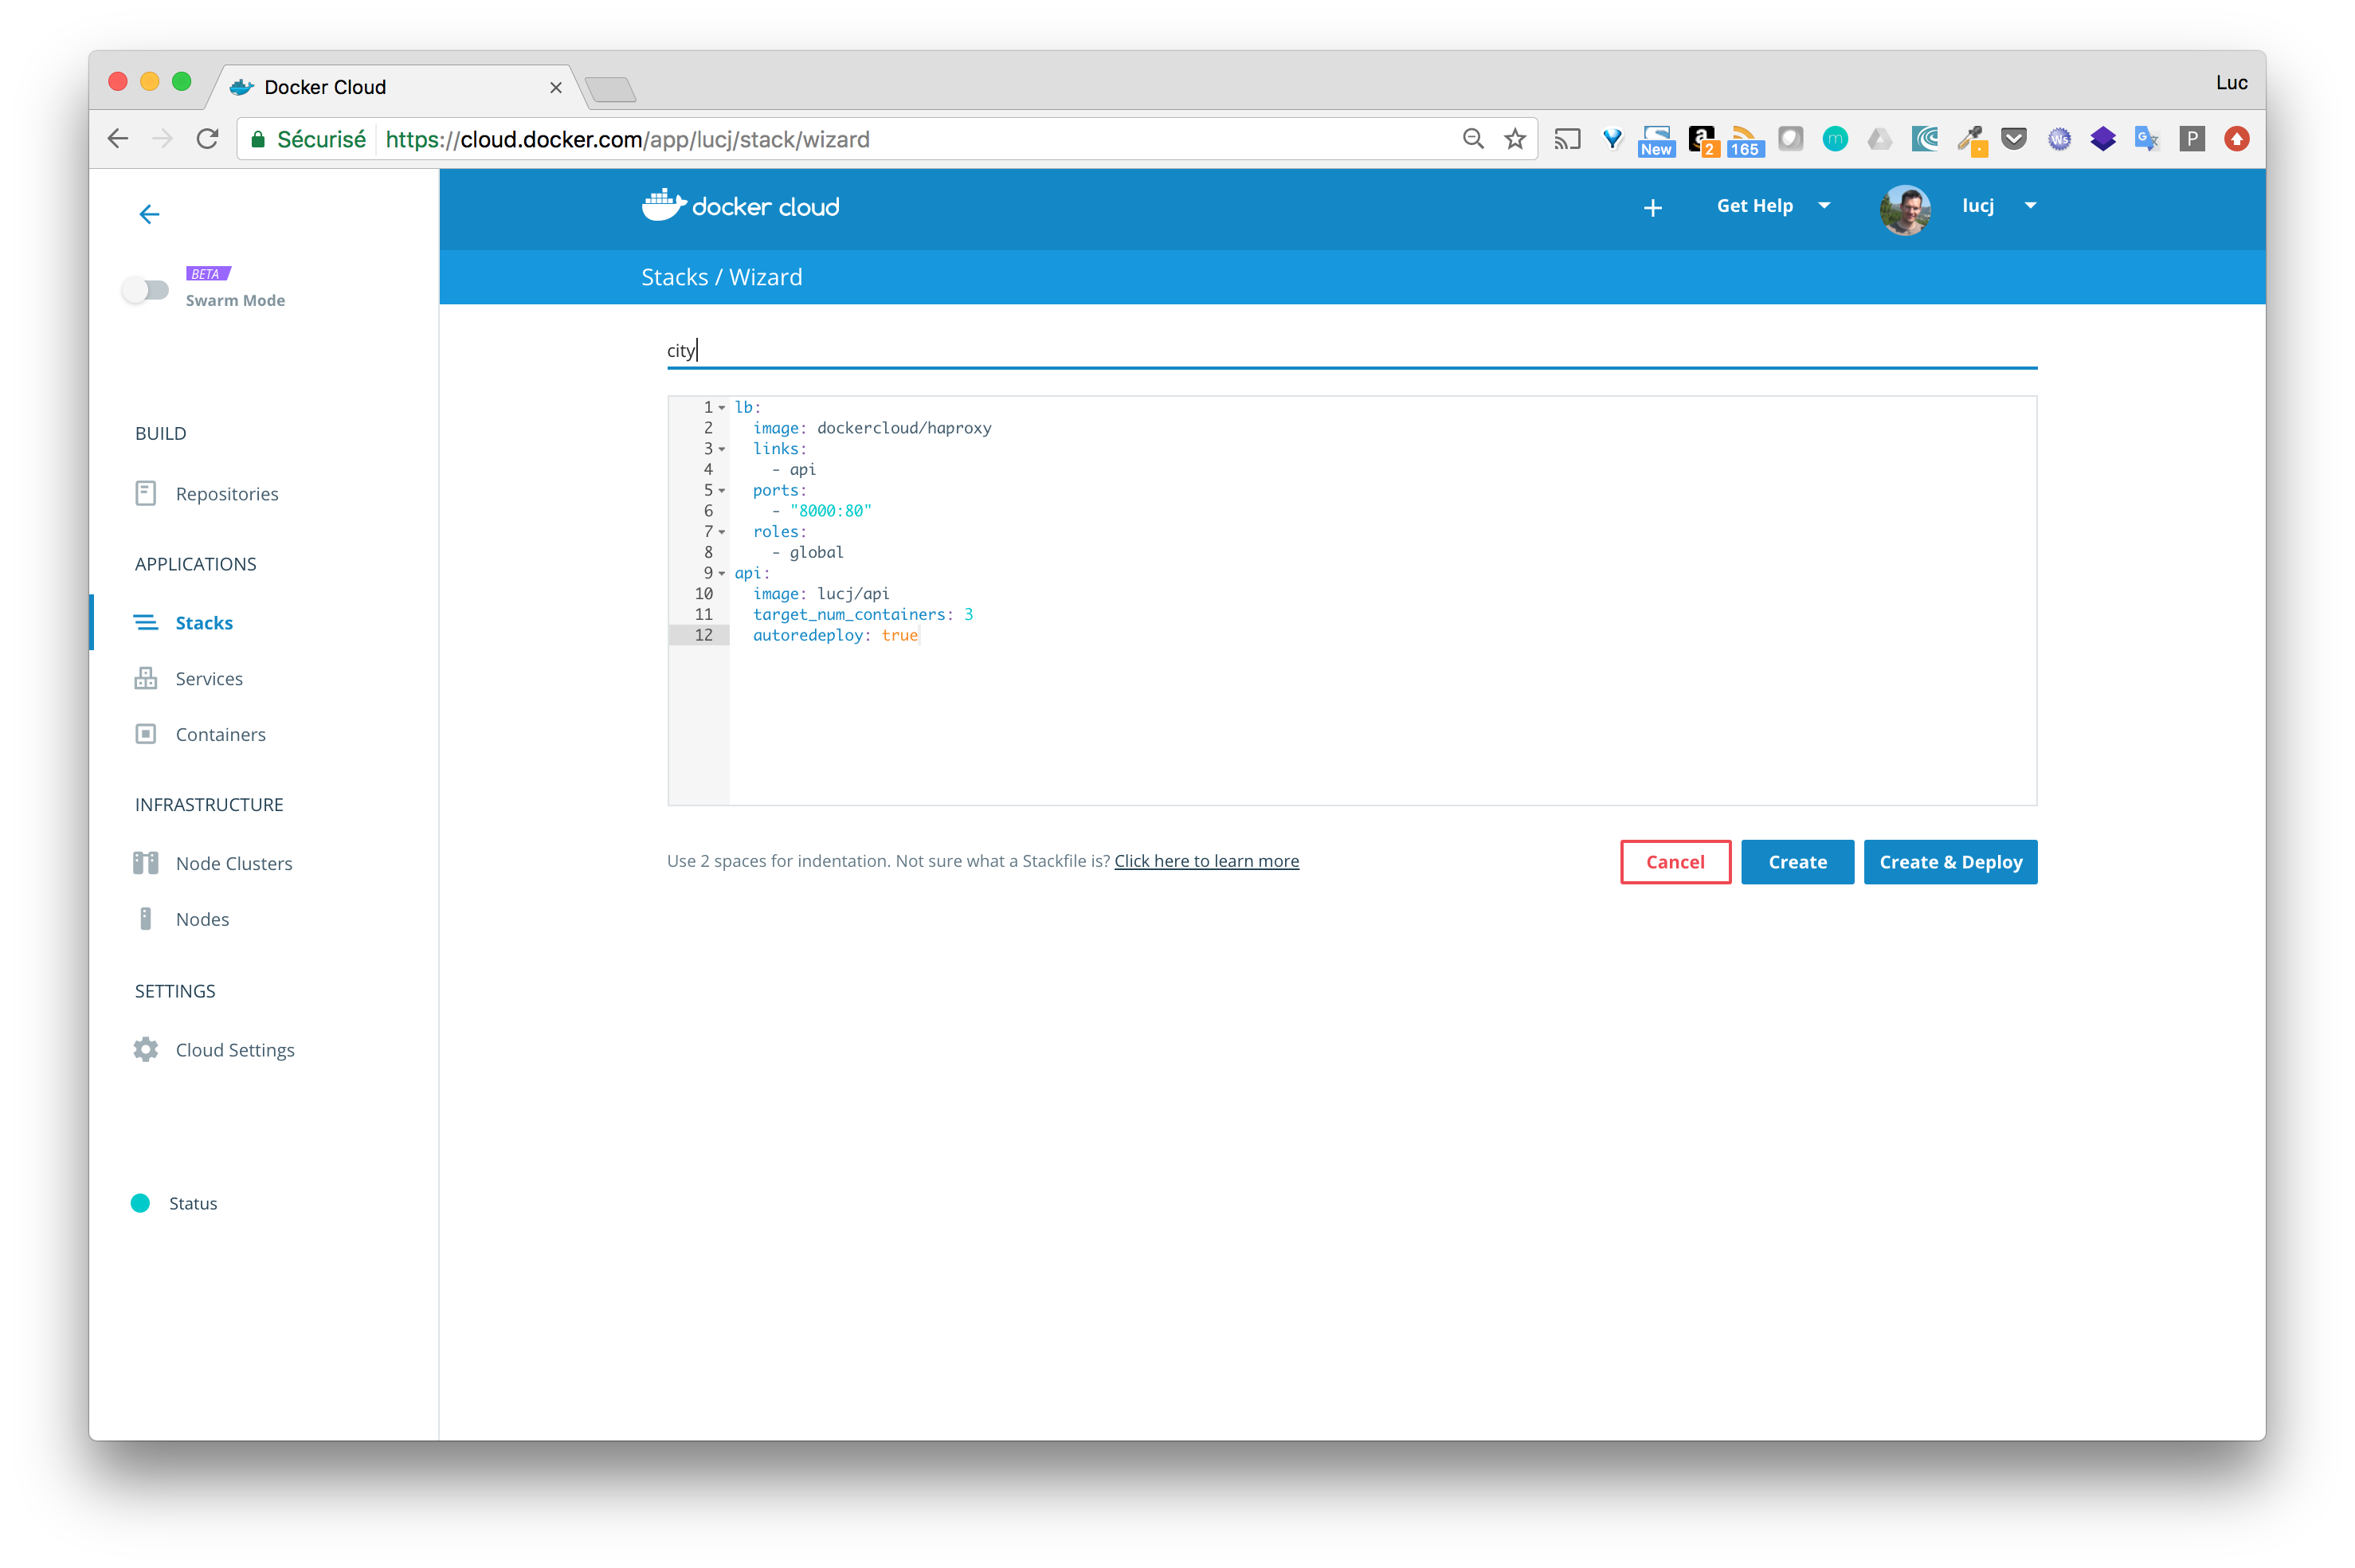 Docker Cloud
Luc
Sécurisé https://cloud.docker.com/app/lucj/stack/wizard
New 2 165 m Ws G P
docker cloud
+ Get Help lucj
BETA
Swarm Mode
Stacks / Wizard
BUILD
Repositories
APPLICATIONS
Stacks
Services
Containers
INFRASTRUCTURE
Node Clusters
Nodes
SETTINGS
Cloud Settings
Status
city
1 lb:
2   image: dockercloud/haproxy
3   links:
4     - api
5   ports:
6     - "8000:80"
7   roles:
8     - global
9 api:
10   image: lucj/api
11   target_num_containers: 3
12   autoredeploy: true
Use 2 spaces for indentation. Not sure what a Stackfile is? Click here to learn more
Cancel Create Create & Deploy